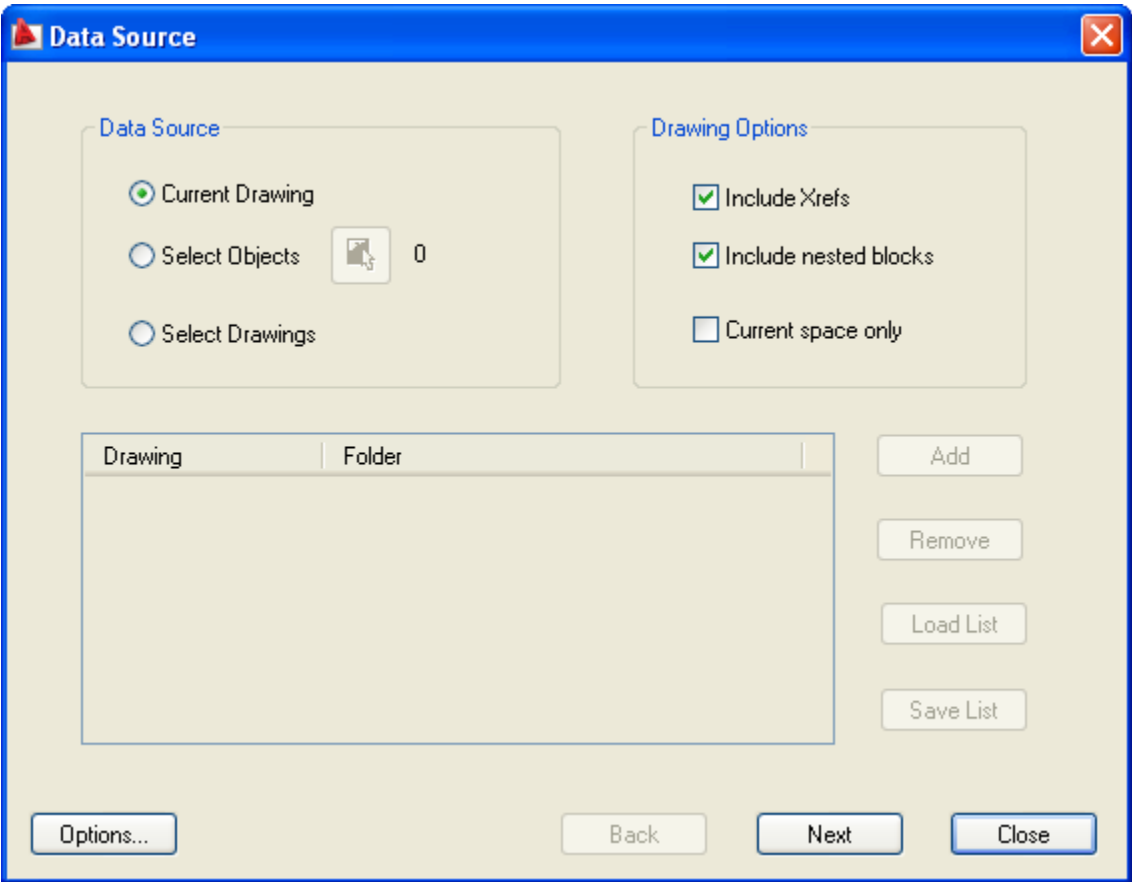 Data Source
Data Source
Current Drawing
Select Objects 0
Select Drawings
Drawing Options
Include Xrefs
Include nested blocks
Current space only
Drawing Folder
Add
Remove
Load List
Save List
Options... Back Next Close